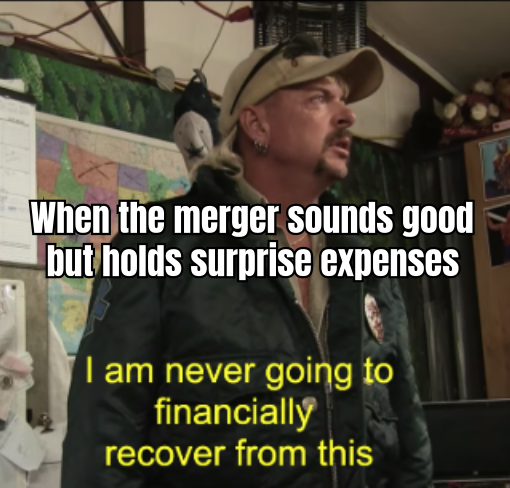 When the merger sounds good
but holds surprise expenses
I am never going to
financially
recover from this